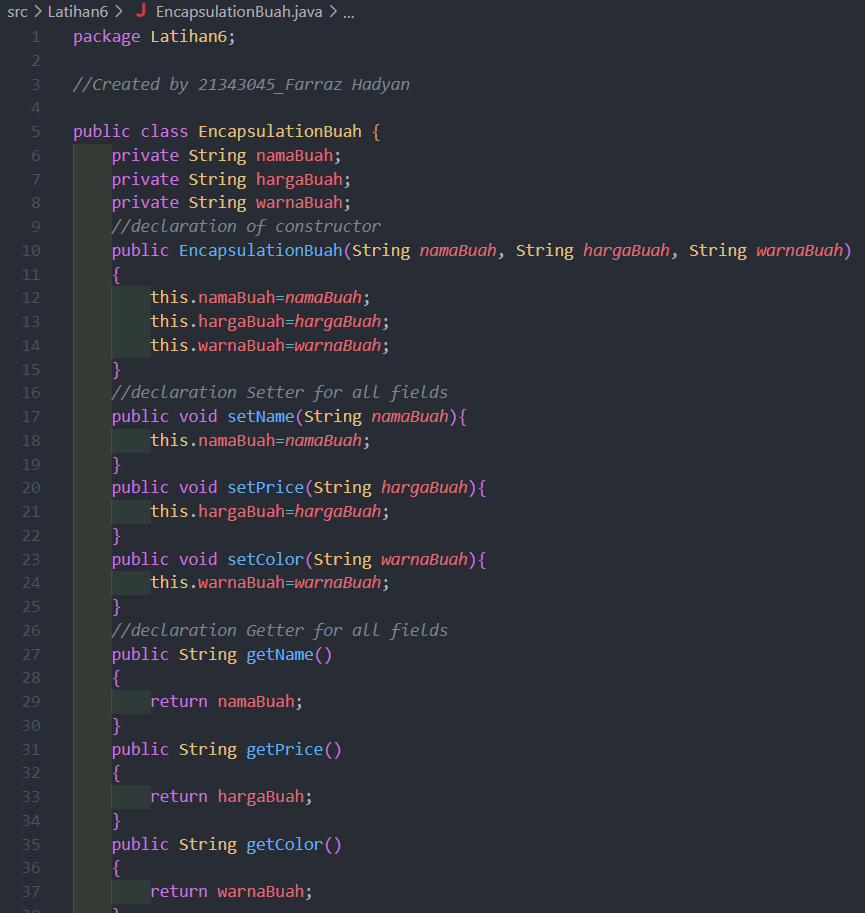 src > Latihan6 > J EncapsulationBuah.java > ...
1 package Latihan6;
2
3 //Created by 21343045_Farraz Hadyan
4
5 public class EncapsulationBuah {
6 private String namaBuah;
7 private String hargaBuah;
8 private String warnaBuah;
9 //declaration of constructor
10 public EncapsulationBuah(String namaBuah, String hargaBuah, String warnaBuah)
11 {
12 this.namaBuah=namaBuah;
13 this.hargaBuah=hargaBuah;
14 this.warnaBuah=warnaBuah;
15 }
16 //declaration Setter for all fields
17 public void setName(String namaBuah){
18 this.namaBuah=namaBuah;
19 }
20 public void setPrice(String hargaBuah){
21 this.hargaBuah=hargaBuah;
22 }
23 public void setColor(String warnaBuah){
24 this.warnaBuah=warnaBuah;
25 }
26 //declaration Getter for all fields
27 public String getName()
28 {
29 return namaBuah;
30 }
31 public String getPrice()
32 {
33 return hargaBuah;
34 }
35 public String getColor()
36 {
37 return warnaBuah;
38 }